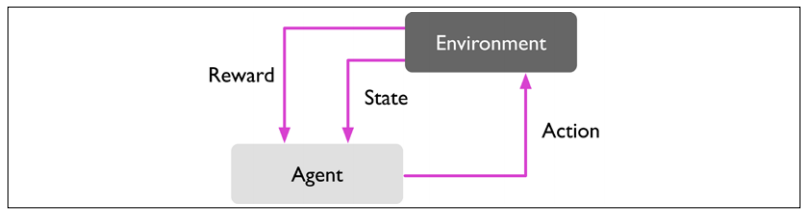 Environment
Reward
State
Action
Agent